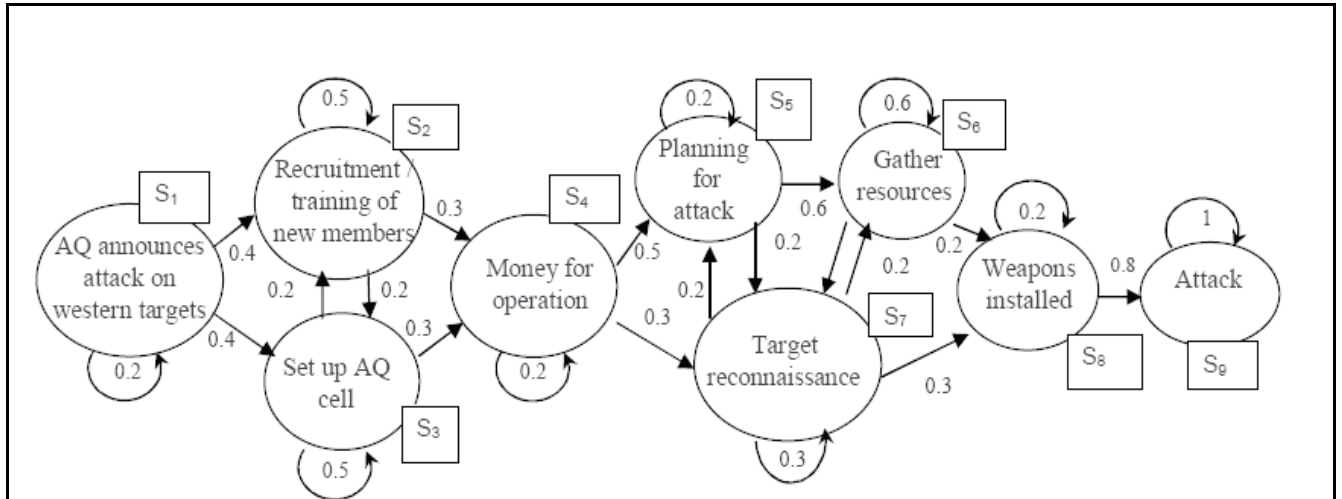 S1
AQ announces
attack on
western targets
0.2
0.4
0.4
0.5
S2
Recruitment /
training of
new members
0.2
0.2
Set up AQ
cell
S3
0.5
0.3
0.3
S4
Money for
operation
0.2
0.5
0.3
0.2
S5
Planning
for
attack
0.2
0.2
0.6
0.6
S6
Gather
resources
0.2
S7
Target
reconnaissance
0.3
0.2
0.3
0.2
Weapons
installed
S8
0.8
1
Attack
S9